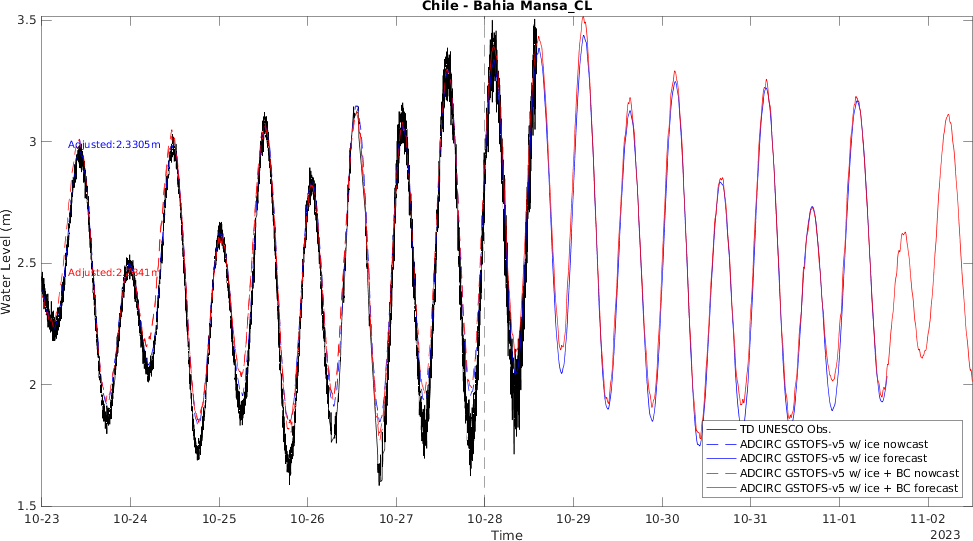 Chile - Bahia Mansa_CL
3.5
3
2.5
2
1.5
Water Level (m)
Adjusted:2.3305m
10-23
10-24
10-25
10-26
10-27
10-28
10-29
10-30
10-31
11-01
11-02
2023
Time
TD UNESCO Obs.
ADCIRC GSTOFS-v5 w/ ice nowcast
ADCIRC GSTOFS-v5 w/ ice forecast
ADCIRC GSTOFS-v5 w/ ice + BC nowcast
ADCIRC GSTOFS-v5 w/ ice + BC forecast